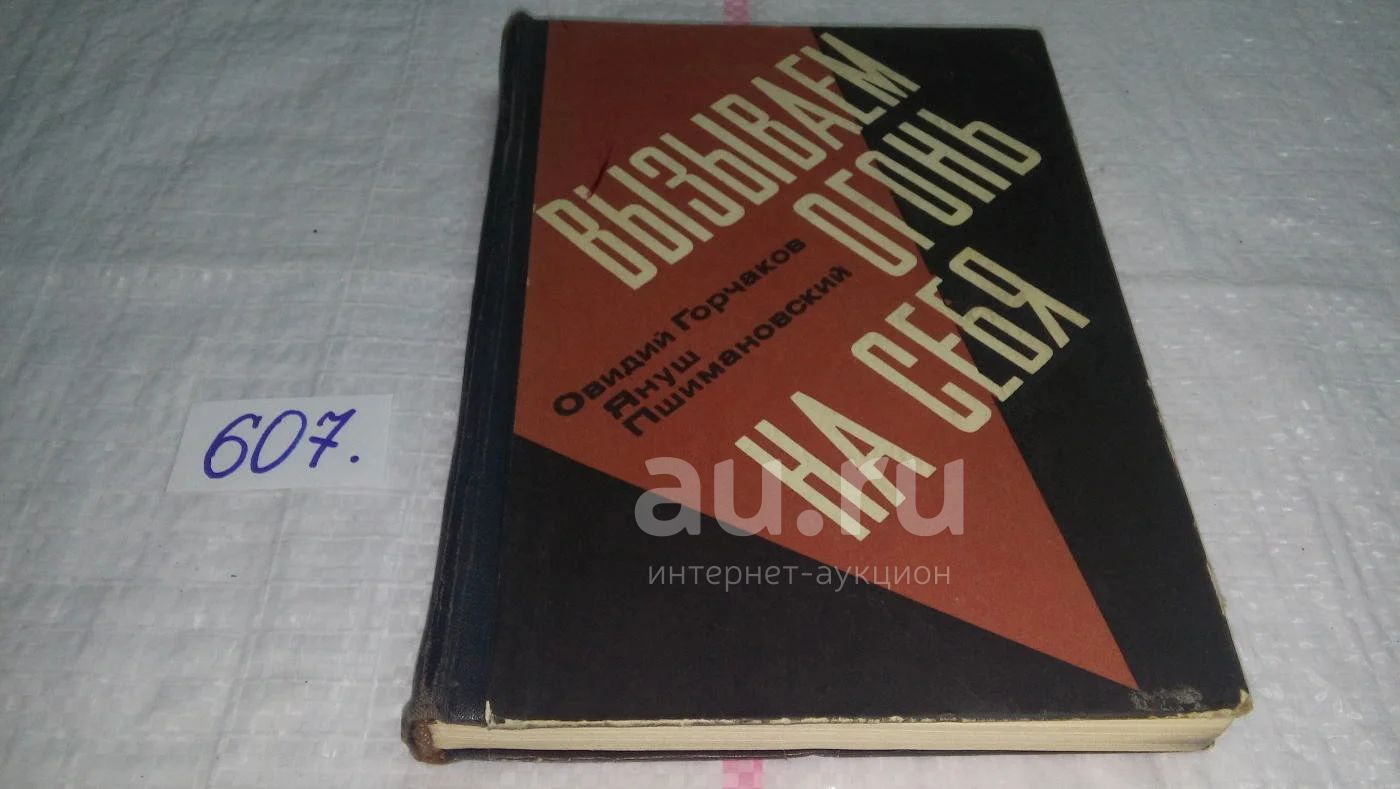 ВЫЗЫВАЕМ
ОГОНЬ
НА СЕБЯ
Овидий Горчаков
Януш
Пшимановский
607.
au.ru
интернет-аукцион